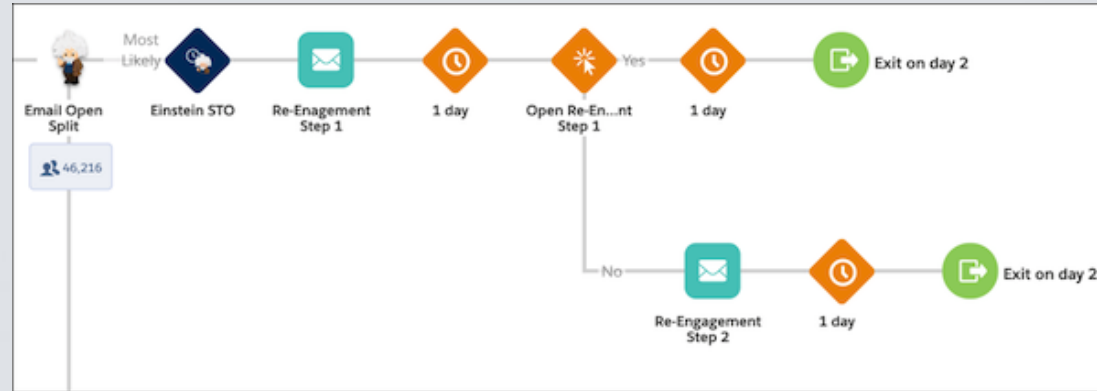 Most
Likely
Yes
Exit on day 2
Email Open
Split
Einstein STO
Re-Enagement
Step 1
1 day
Open Re-En...nt
Step 1
1 day
46,216
No
Exit on day 2
Re-Engagement
Step 2
1 day